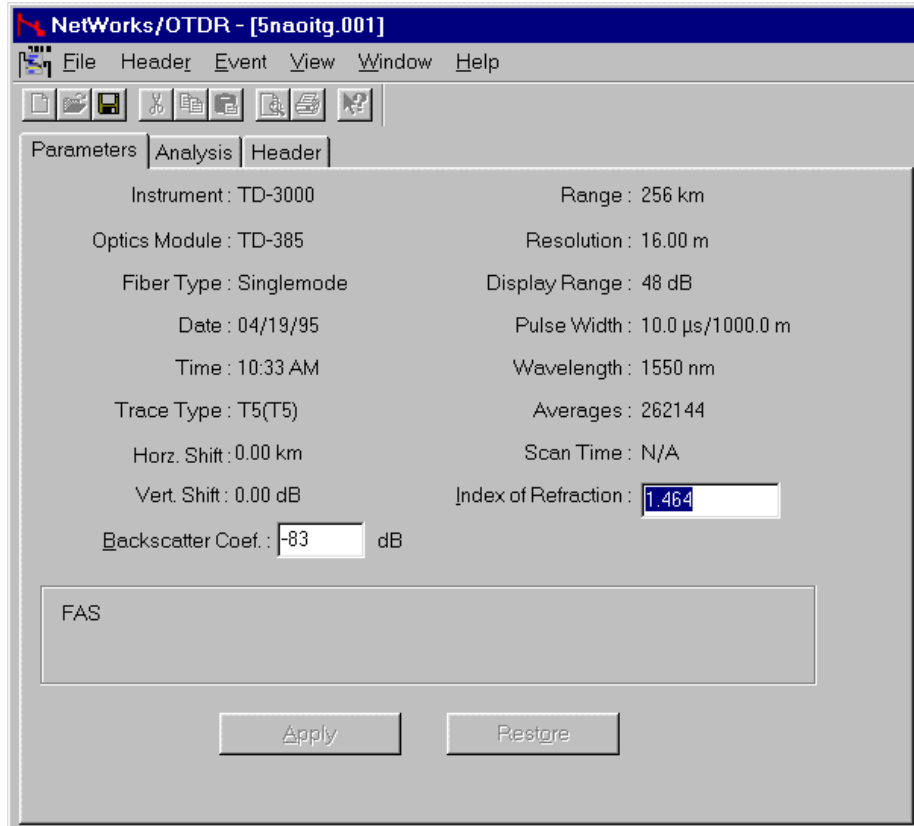 NetWorks/OTDR - [5naoitg.001]
File Header Event View Window Help
Parameters Analysis Header
Instrument : TD-3000
Range : 256 km
Optics Module : TD-385
Resolution : 16.00 m
Fiber Type : Singlemode
Display Range : 48 dB
Date : 04/19/95
Pulse Width : 10.0 µs/1000.0 m
Time : 10:33 AM
Wavelength : 1550 nm
Trace Type : T5(T5)
Averages : 262144
Horz. Shift : 0.00 km
Scan Time : N/A
Vert. Shift : 0.00 dB
Index of Refraction : 1.464
Backscatter Coef. : -83 dB
FAS
Apply Restore